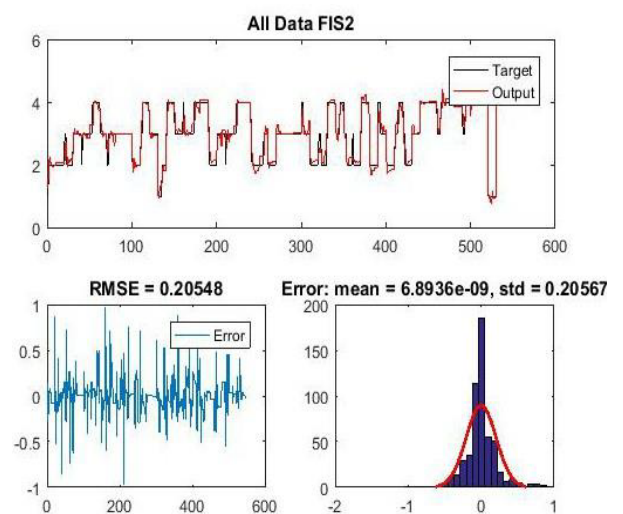 All Data FIS2
6
4
2
0
Target
Output
0 100 200 300 400 500 600
RMSE = 0.20548
1
0.5
0
-0.5
-1
Error
0 200 400 600
Error: mean = 6.8936e-09, std = 0.20567
200
150
100
50
0
-2 -1 0 1